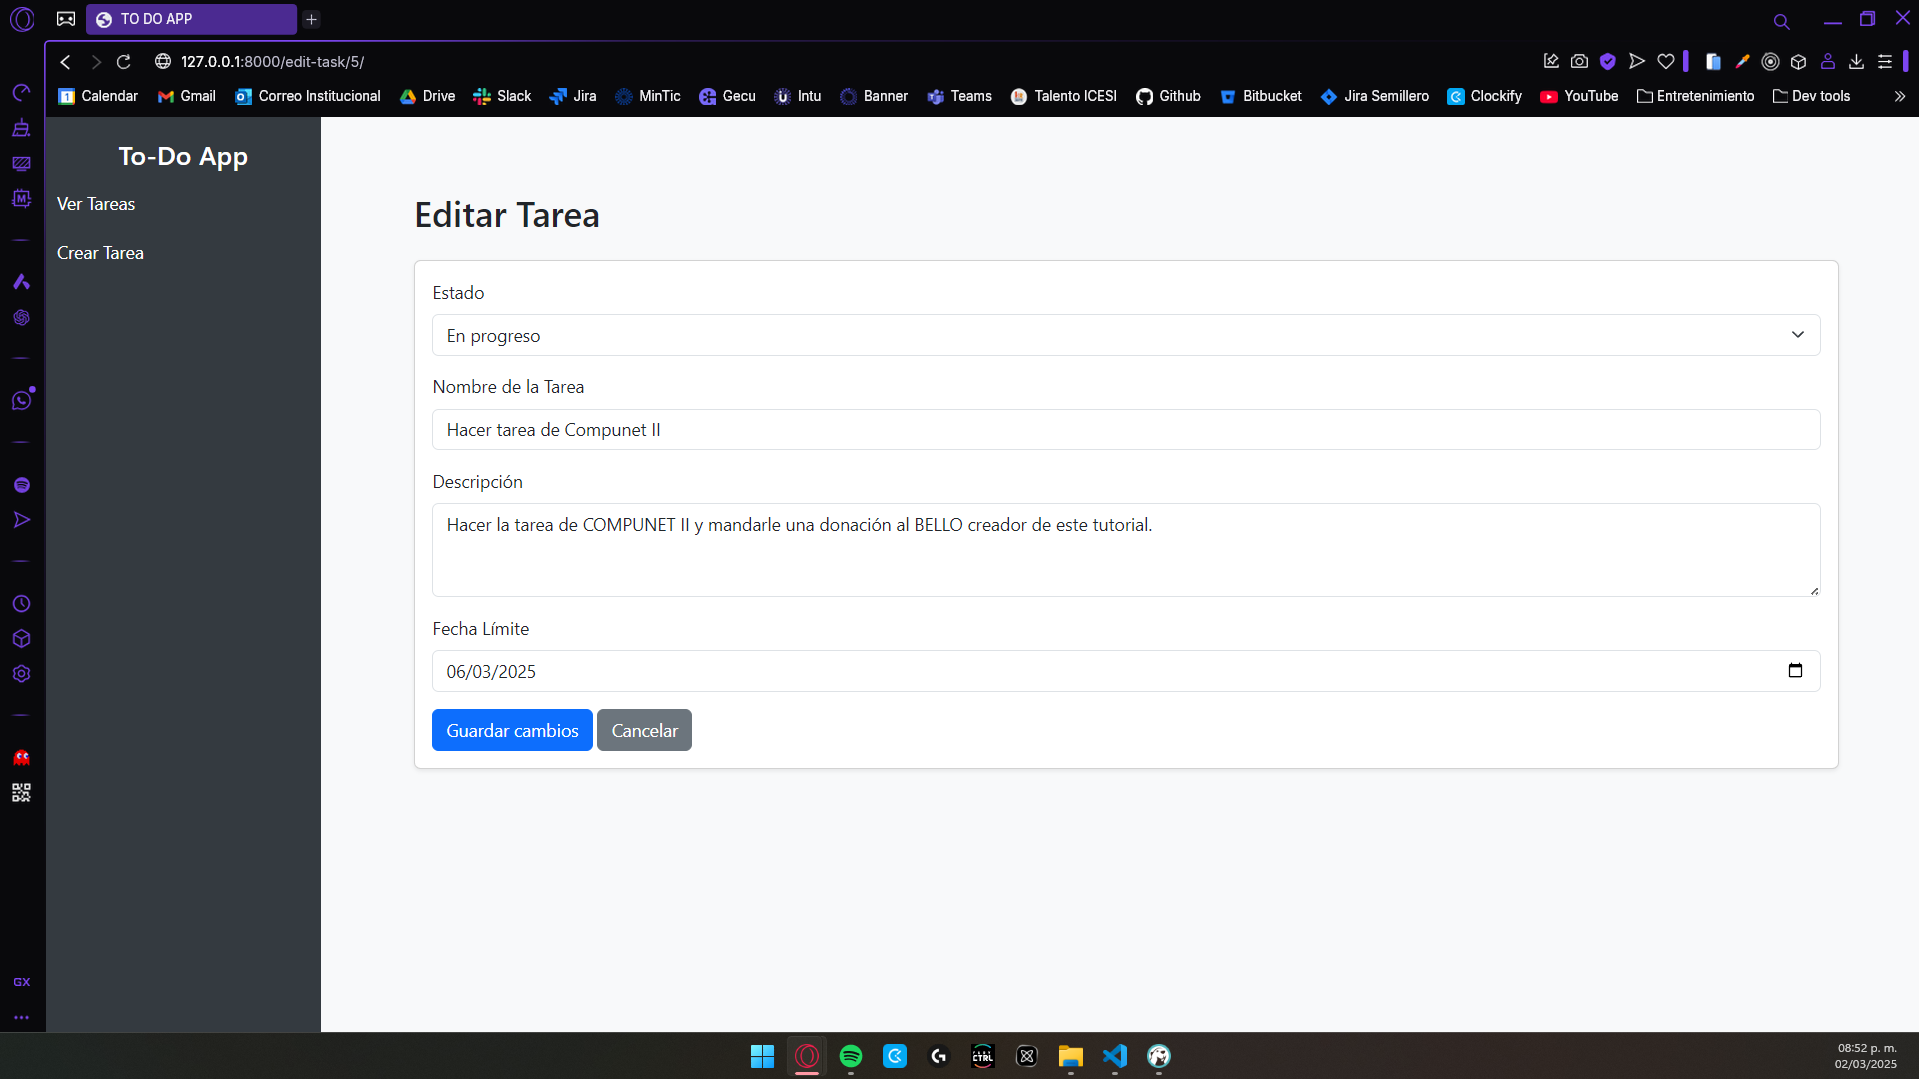 TO DO APP
127.0.0.1:8000/edit-task/5/
Calendar Gmail Correo Institucional Drive Slack Jira MinTic Gecu Intu Banner Teams Talento ICESI Github Bitbucket Jira Semillero Clockify YouTube Entretenimiento Dev tools
To-Do App
Ver Tareas
Crear Tarea
Editar Tarea
Estado
En progreso
Nombre de la Tarea
Hacer tarea de Compunet II
Descripción
Hacer la tarea de COMPUNET II y mandarle una donación al BELLO creador de este tutorial.
Fecha Límite
06/03/2025
Guardar cambios Cancelar
GX
08:52 p. m.
02/03/2025